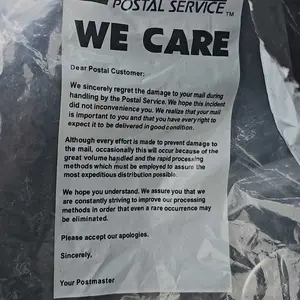 POSTAL SERVICE TM
WE CARE
Dear Postal Customer:
We sincerely regret the damage to your mail during
handling by the Postal Service. We hope this incident
did not inconvenience you. We realize that your mail
is important to you and that you have every right to
expect it to be delivered in good condition.
Although every effort is made to prevent damage to
the mail, occasionally this will occur because of the
great volume handled and the rapid processing
methods which must be employed to assure the
most expeditious distribution possible.
We hope you understand. We assure you that we
are constantly striving to improve our processing
methods in order that even a rare occurrence may
be eliminated.
Please accept our apologies.
Sincerely,
Your Postmaster